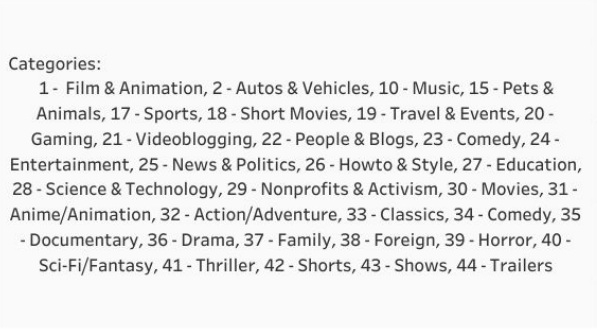 Categories:
1 - Film & Animation, 2 - Autos & Vehicles, 10 - Music, 15 - Pets &
Animals, 17 - Sports, 18 - Short Movies, 19 - Travel & Events, 20 -
Gaming, 21 - Videoblogging, 22 - People & Blogs, 23 - Comedy, 24 -
Entertainment, 25 - News & Politics, 26 - Howto & Style, 27 - Education,
28 - Science & Technology, 29 - Nonprofits & Activism, 30 - Movies, 31 -
Anime/Animation, 32 - Action/Adventure, 33 - Classics, 34 - Comedy, 35
- Documentary, 36 - Drama, 37 - Family, 38 - Foreign, 39 - Horror, 40 -
Sci-Fi/Fantasy, 41 - Thriller, 42 - Shorts, 43 - Shows, 44 - Trailers